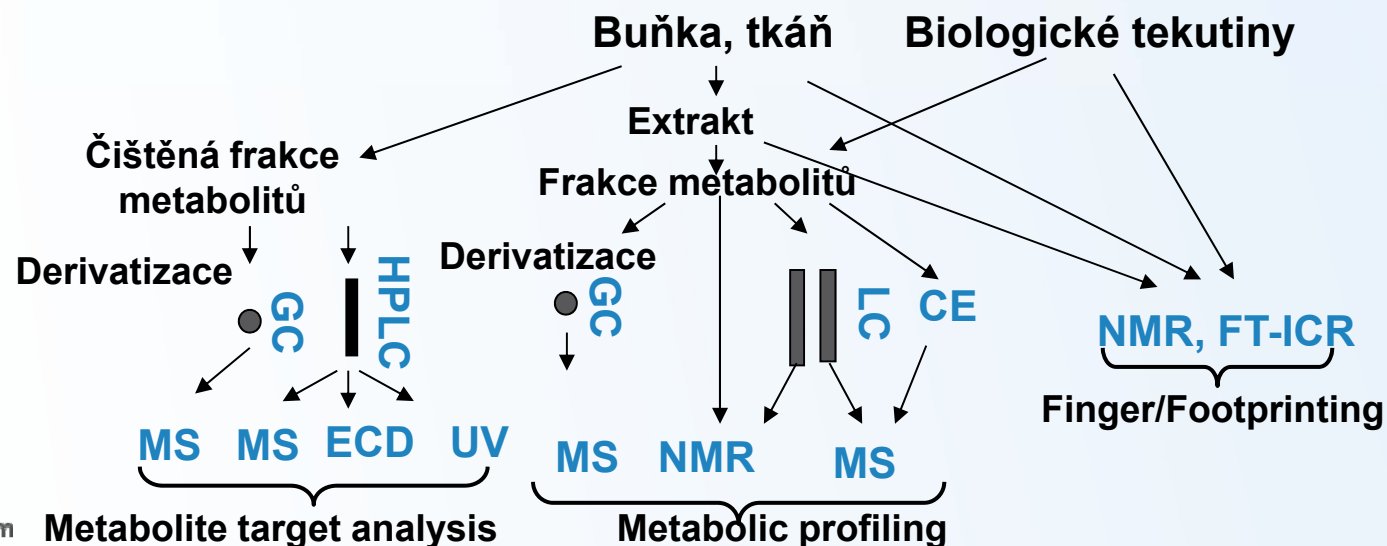 Buňka, tkáň Biologické tekutiny
Extrakt
Čištěná frakce
metabolitů
Frakce metabolitů
Derivatizace
GC
HPLC
Derivatizace
GC
LC
CE
NMR, FT-ICR
Finger/Footprinting
MS MS ECD UV
MS NMR MS
Metabolite target analysis
Metabolic profiling